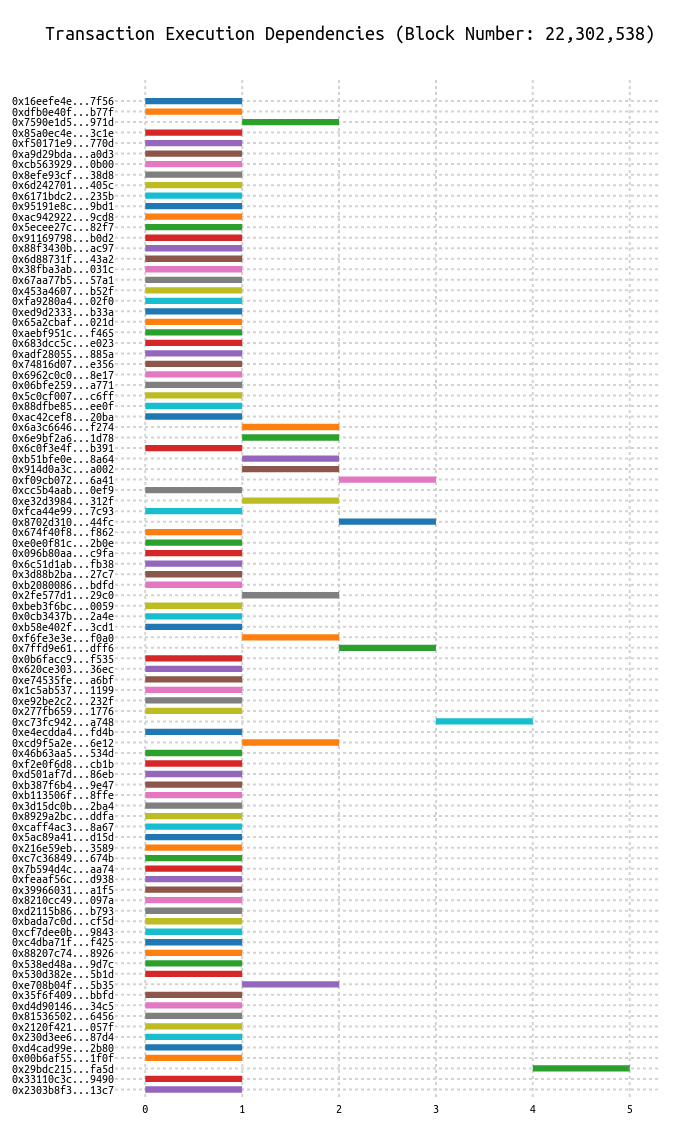 Transaction Execution Dependencies (Block Number: 22,302,538)
0x16eefe4e...7f56
0xdfb0e40f...b77f
0x7590e1d5...971d
0x85a0ec4e...3c1e
0xf50171e9...770d
0xa9d29bda...a0d3
0xcb563929...0b00
0x8efe93cf...38d8
0x6d242701...405c
0x6171bdc2...235b
0x95191e8c...9bd1
0xac942922...9cd8
0x5ecee27c...82f7
0x91169798...b0d2
0x88f3430b...ac97
0x6d88731f...43a2
0x38fba3ab...031c
0x67aa77b5...57a1
0x453a4607...b52f
0xfa9280a4...02f0
0xed9d2333...b33a
0x65a2cbaf...021d
0xaebf951c...f465
0x683dcc5c...e023
0xadf28055...885a
0x74816d07...e356
0x6962c0c0...8e17
0x06bfe259...a771
0x5c0cf007...c6ff
0x88dfbe85...ee0f
0xac42cef8...20ba
0x6a3c6646...f274
0x6e9bf2a6...1d78
0x6c0f3e4f...b391
0xb51bfe0e...8a64
0x914d0a3c...a002
0xf09cb072...6a41
0xcc5b4aab...0ef9
0xe32d3984...312f
0xfca44e99...7c93
0x8702d310...44fc
0x674f40f8...f862
0xe0e0f81c...2b0e
0x096b80aa...c9fa
0x6c51d1ab...fb38
0x3d88b2ba...27c7
0xb2080086...bdfd
0x2fe577d1...29c0
0xbeb3f6bc...0059
0x0cb3437b...2a4e
0xb58e402f...3cd1
0xf6fe3e3e...f0a0
0x7ffd9e61...dff6
0x0b6facc9...f535
0x620ce303...36ec
0xe74535fe...a6bf
0x1c5ab537...1199
0xe92be2c2...232f
0x277fb659...1776
0xc73fc942...a748
0xe4ecdda4...fd4b
0xcd9f5a2e...6e12
0x46b63aa5...534d
0xf2e0f6d8...cb1b
0xd501af7d...86eb
0xb387f6b4...9e47
0xb113506f...8ffe
0x3d15dc0b...2ba4
0x8929a2bc...ddfa
0xcaff4ac3...8a67
0x5ac89a41...d15d
0x216e59eb...3589
0xc7c36849...674b
0x7b594d4c...aa74
0xfeaaf56c...d938
0x39966031...a1f5
0x8210cc49...097a
0xd2115b86...b793
0xbada7c0d...cf5d
0xcf7dee0b...9843
0xc4dba71f...f425
0x88207c74...8926
0x538ed48a...9d7c
0x530d382e...5b1d
0xe708b04f...5b35
0x35f6f409...bbfd
0xd4d90146...34c5
0x81536502...6456
0x2120f421...057f
0x230d3ee6...87d4
0xd4cad99e...2b80
0x00b6af55...1f0f
0x29bdc215...fa5d
0x33110c3c...9490
0x2303b8f3...13c7
0 1 2 3 4 5